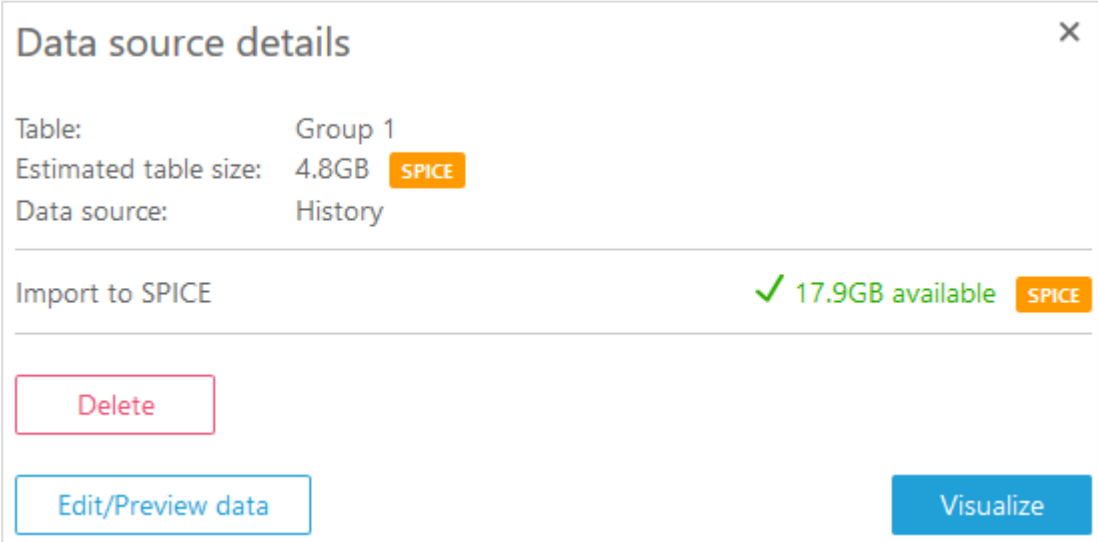 Data source details
Table: Group 1
Estimated table size: 4.8GB SPICE
Data source: History
Import to SPICE 17.9GB available SPICE
Delete
Edit/Preview data Visualize